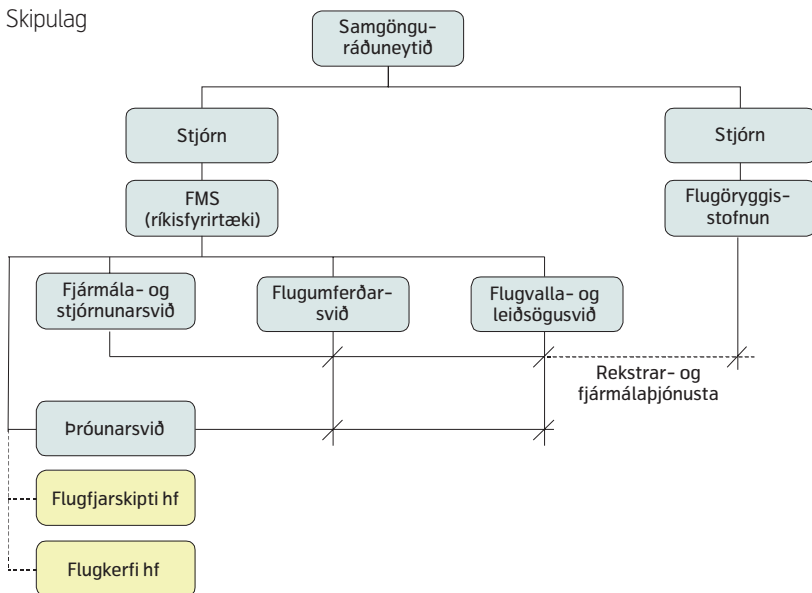 Skipulag
Samgöngu-
ráðuneytið
Stjórn
Stjórn
FMS
(ríkisfyrirtæki)
Flugöryggis-
stofnun
Fjármála- og
stjórnunarsvið
Flugumferðar-
svið
Flugvalla- og
leiðsögusvið
Rekstrar- og
fjármálaþjónusta
Þróunarsvið
Flugfjarskipti hf
Flugkerfi hf